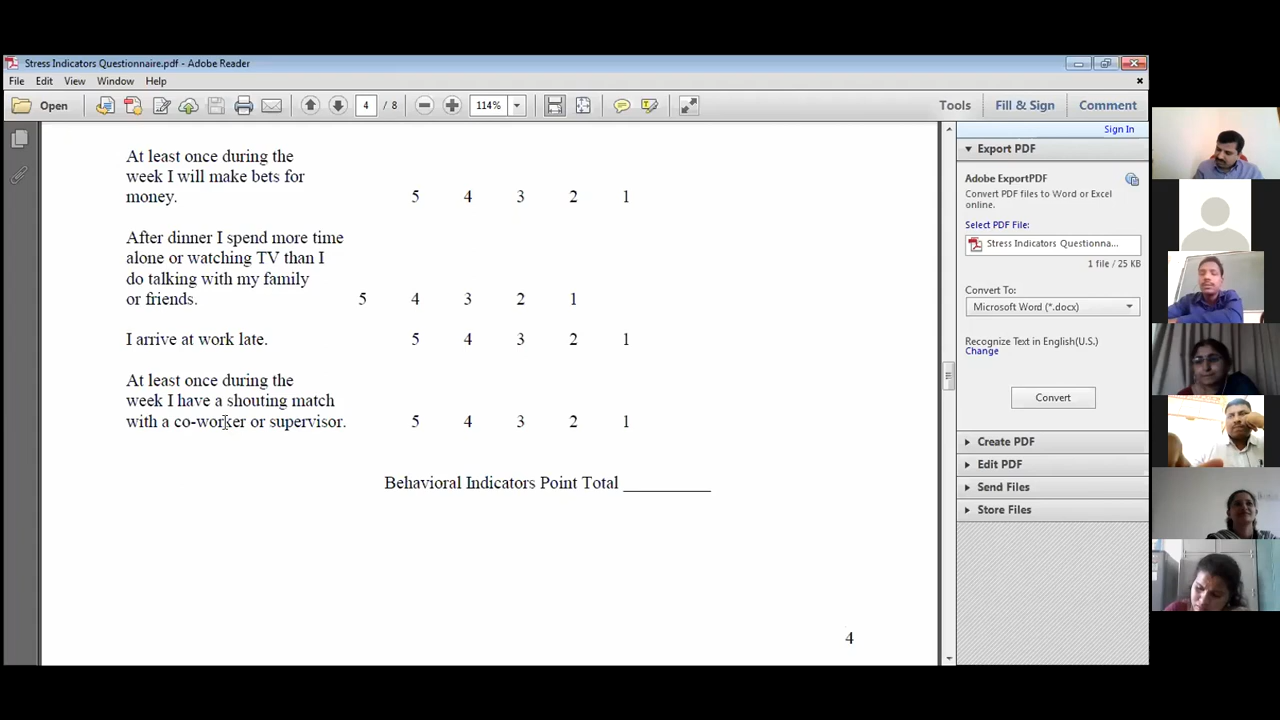 Stress Indicators Questionnaire.pdf - Adobe Reader
File Edit View Window Help
Open 4 / 8 114% Tools Fill & Sign Comment
Sign In
At least once during the
week I will make bets for
money. 5 4 3 2 1
After dinner I spend more time
alone or watching TV than I
do talking with my family
or friends. 5 4 3 2 1
I arrive at work late. 5 4 3 2 1
At least once during the
week I have a shouting match
with a co-worker or supervisor. 5 4 3 2 1
Behavioral Indicators Point Total __________
4
Export PDF
Adobe ExportPDF
Convert PDF files to Word or Excel
online.
Select PDF File:
Stress Indicators Questionna...
1 file / 25 KB
Convert To:
Microsoft Word (*.docx)
Recognize Text in English(U.S.)
Change
Convert
Create PDF
Edit PDF
Send Files
Store Files